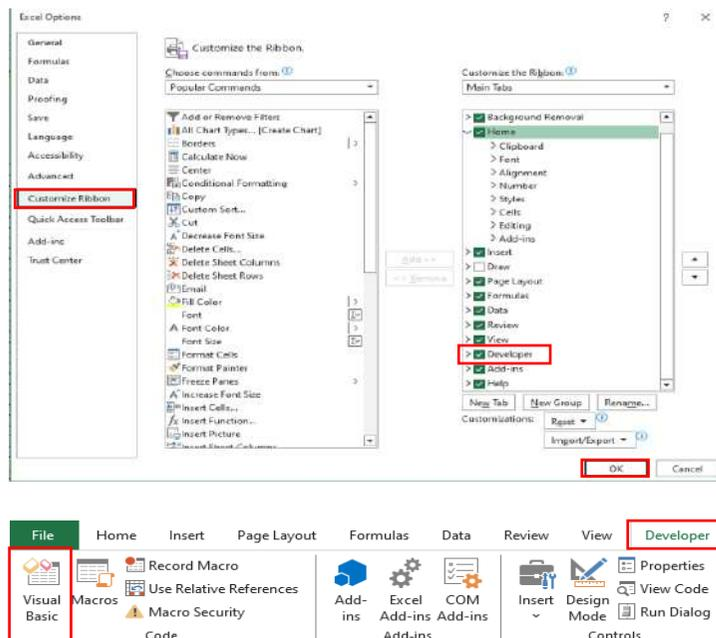 Excel Options
?
General
Formulas
Data
Proofing
Save
Language
Accessibility
Advanced
Customize Ribbon
Quick Access Toolbar
Add-ins
Trust Center
Customize the Ribbon.
Choose commands from:
Popular Commands
Add or Remove Filters
All Chart Types... [Create Chart]
Borders
Calculate Now
Center
Conditional Formatting
Copy
Custom Sort...
Cut
Decrease Font Size
Delete Cells...
Delete Sheet Columns
Delete Sheet Rows
Email
Fill Color
Font
Font Color
Font Size
Format Cells
Format Painter
Freeze Panes
Increase Font Size
Insert Cells...
Insert Function...
Insert Picture
Insert Sheet Columns
Add >>
<< Remove
Customize the Ribbon:
Main Tabs
Background Removal
Home
Clipboard
Font
Alignment
Number
Styles
Cells
Editing
Add-ins
Insert
Draw
Page Layout
Formulas
Data
Review
View
Developer
Add-ins
Help
New Tab New Group Rename...
Customizations: Reset
Import/Export
OK Cancel
File Home Insert Page Layout Formulas Data Review View Developer
Visual Basic
Macros
Record Macro
Use Relative References
Macro Security
Code
Add-ins
Excel Add-ins
COM Add-ins
Add-ins
Insert
Design Mode
Properties
View Code
Run Dialog
Controls